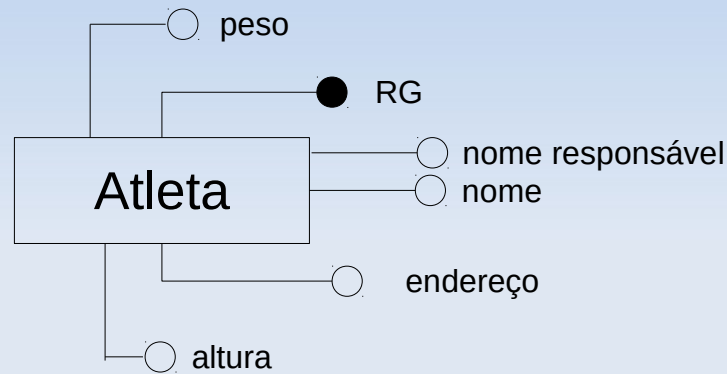 peso
RG
nome responsável
Atleta
nome
endereço
altura